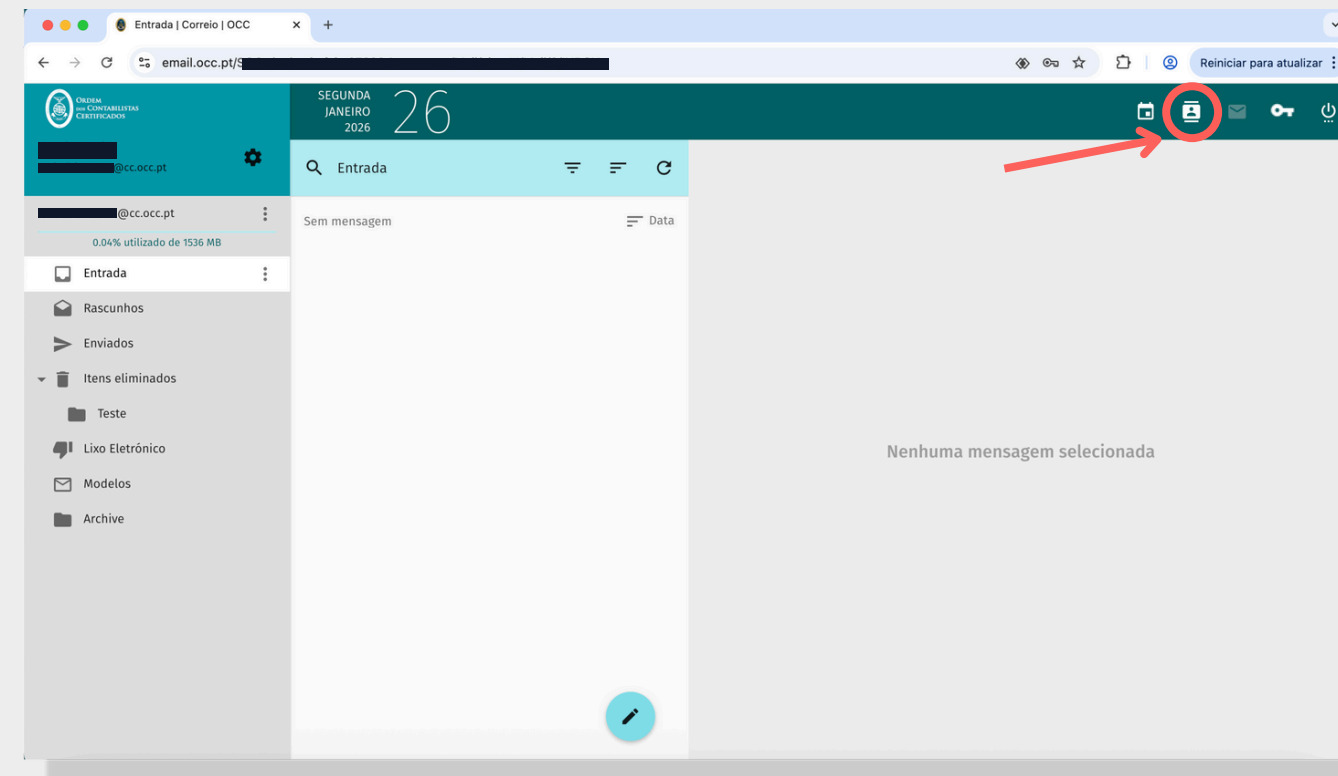 Entrada | Correio | OCC
email.occ.pt/
Reiniciar para atualizar
ORDEM
DOS CONTABILISTAS
CERTIFICADOS
SEGUNDA
JANEIRO
2026
26
@cc.occ.pt
Entrada
@cc.occ.pt
0.04% utilizado de 1536 MB
Sem mensagem
Data
Entrada
Rascunhos
Enviados
Itens eliminados
Teste
Lixo Eletrónico
Modelos
Archive
Nenhuma mensagem selecionada